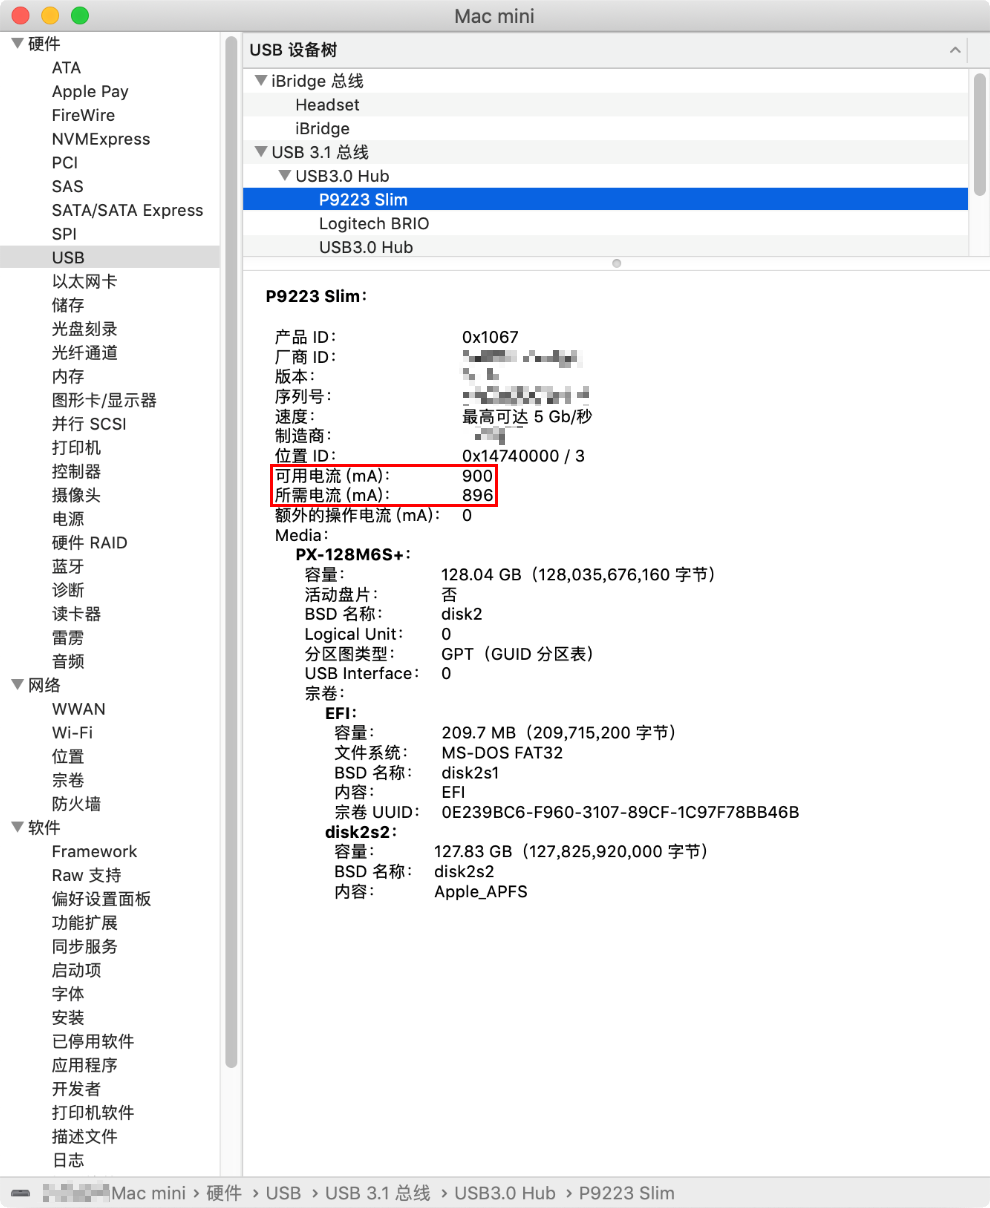 Mac mini
硬件
ATA
Apple Pay
FireWire
NVMExpress
PCI
SAS
SATA/SATA Express
SPI
USB
以太网卡
储存
光盘刻录
光纤通道
内存
图形卡/显示器
并行 SCSI
打印机
控制器
摄像头
电源
硬件 RAID
蓝牙
诊断
读卡器
雷雳
音频
网络
WWAN
Wi-Fi
位置
宗卷
防火墙
软件
Framework
Raw 支持
偏好设置面板
功能扩展
同步服务
启动项
字体
安装
已停用软件
应用程序
开发者
打印机软件
描述文件
日志
USB 设备树
iBridge 总线
Headset
iBridge
USB 3.1 总线
USB3.0 Hub
P9223 Slim
Logitech BRIO
USB3.0 Hub
P9223 Slim：
产品 ID： 0x1067
厂商 ID：
版本：
序列号：
速度： 最高可达 5 Gb/秒
制造商：
位置 ID： 0x14740000 / 3
可用电流 (mA)： 900
所需电流 (mA)： 896
额外的操作电流 (mA)： 0
Media：
PX-128M6S+：
容量： 128.04 GB（128,035,676,160 字节）
活动盘片： 否
BSD 名称： disk2
Logical Unit： 0
分区图类型： GPT（GUID 分区表）
USB Interface： 0
宗卷：
EFI：
容量： 209.7 MB（209,715,200 字节）
文件系统： MS-DOS FAT32
BSD 名称： disk2s1
内容： EFI
宗卷 UUID： 0E239BC6-F960-3107-89CF-1C97F78BB46B
disk2s2：
容量： 127.83 GB（127,825,920,000 字节）
BSD 名称： disk2s2
内容： Apple_APFS
Mac mini › 硬件 › USB › USB 3.1 总线 › USB3.0 Hub › P9223 Slim